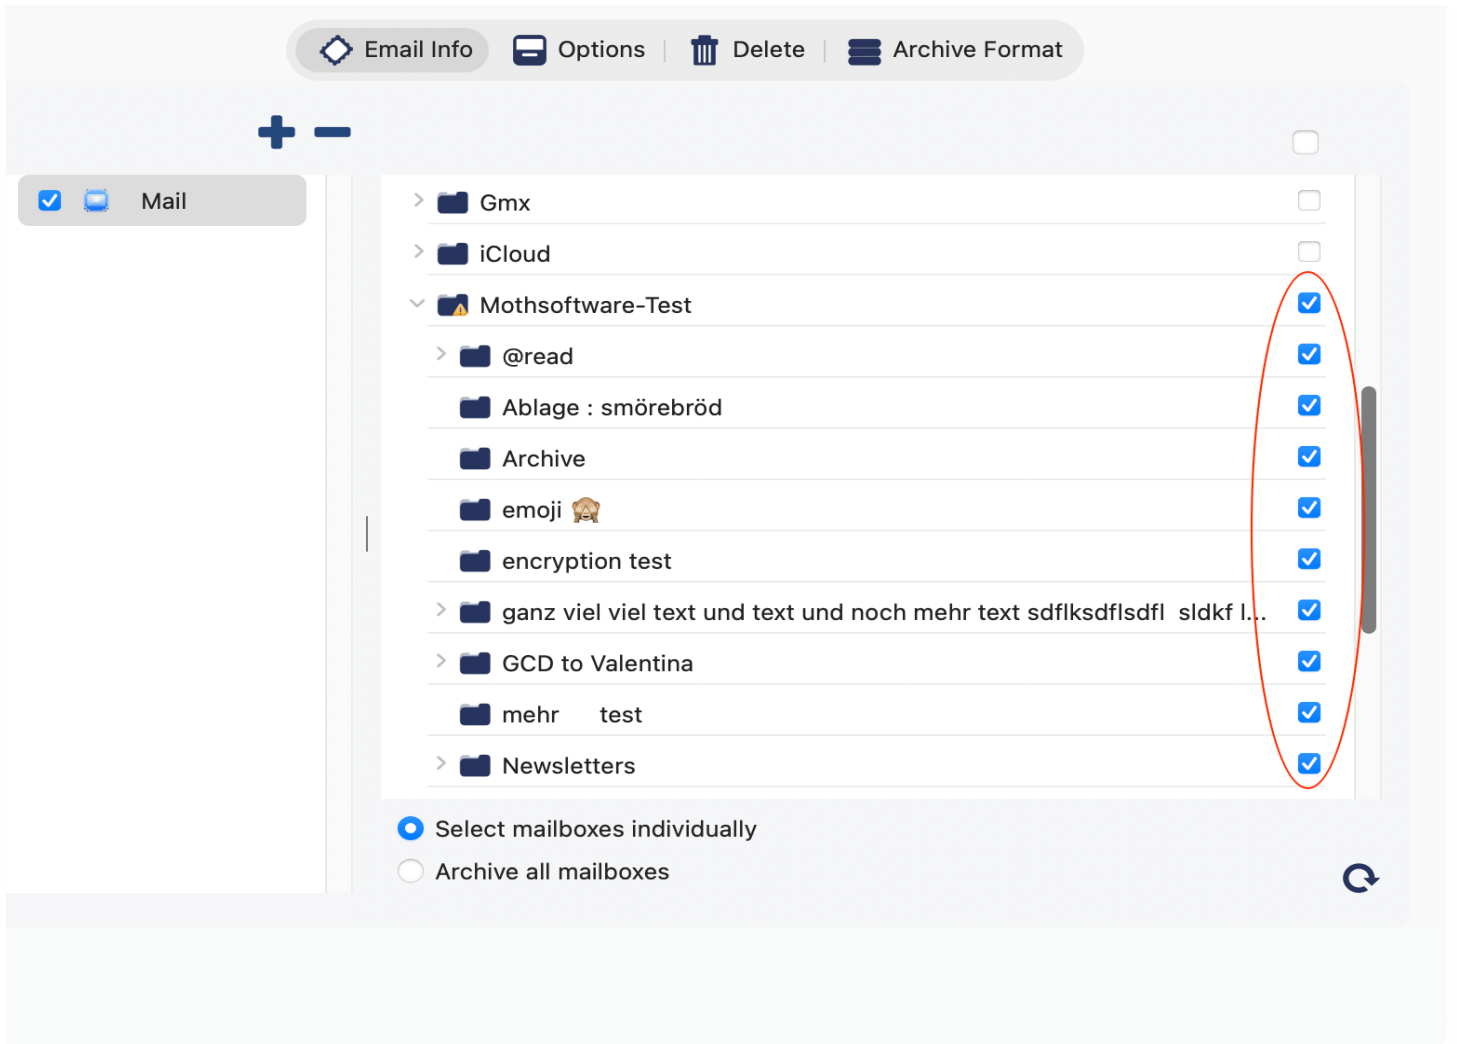 Email Info Options Delete Archive Format
Mail
Gmx
iCloud
Mothsoftware-Test
@read
Ablage : smörebröd
Archive
emoji 🙈
encryption test
ganz viel viel text und text und noch mehr text sdflksdflsdfl  sldkf l...
GCD to Valentina
mehr      test
Newsletters
Select mailboxes individually
Archive all mailboxes